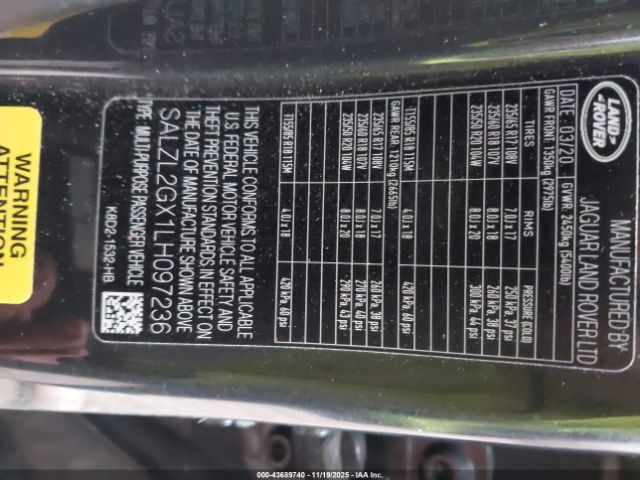 LAND-
ROVER
MANUFACTURED BY*
JAGUAR LAND ROVER LTD
DATE: 03/20 GVWR 2450kg (5400lb)
GAWR FRONT: 1350kg (2975lb)
TIRES RIMS PRESSURE (COLD)
235/65 R17 108V 7.0J x 17 250 kPa, 37 psi
235/60 R18 107V 8.0J x 18 260 kPa, 38 psi
235/50 R20 104W 8.0J x 20 300 kPa, 44 psi
T155/85 R18 115M 4.0J x 18 420 kPa, 60 psi
GAWR REAR: 1210kg (2665lb)
235/65 R17 108V 7.0J x 17 260 kPa, 38 psi
235/60 R18 107V 8.0J x 18 270 kPa, 40 psi
235/50 R20 104W 8.0J x 20 290 kPa, 43 psi
T155/85 R18 115M 4.0J x 18 420 kPa, 60 psi
THIS VEHICLE CONFORMS TO ALL APPLICABLE
U.S. FEDERAL MOTOR VEHICLE SAFETY AND
THEFT PREVENTION STANDARDS IN EFFECT ON
THE DATE OF MANUFACTURE SHOWN ABOVE
SALZL2GX1LH097236
TYPE: MULTI-PURPOSE PASSENGER VEHICLE
K8D2-1532-HB
WARNING
ATTENTI
000-43689740 - 11/19/2025 - IAA Inc.